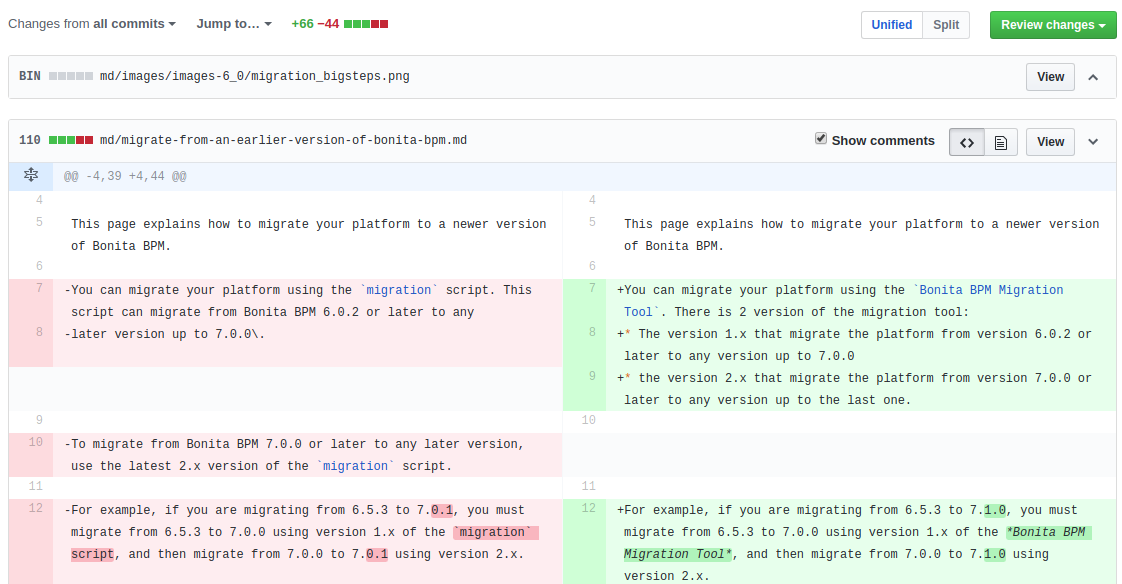 Changes from all commits Jump to… +66 −44 Unified Split Review changes
BIN md/images/images-6_0/migration_bigsteps.png View
110 md/migrate-from-an-earlier-version-of-bonita-bpm.md Show comments <> View
@@ -4,39 +4,44 @@
4
5 This page explains how to migrate your platform to a newer version
of Bonita BPM.
6
7 -You can migrate your platform using the `migration` script. This
script can migrate from Bonita BPM 6.0.2 or later to any
8 -later version up to 7.0.0\.
9
10 -To migrate from Bonita BPM 7.0.0 or later to any later version,
use the latest 2.x version of the `migration` script.
11
12 -For example, if you are migrating from 6.5.3 to 7.0.1, you must
migrate from 6.5.3 to 7.0.0 using version 1.x of the `migration`
script, and then migrate from 7.0.0 to 7.0.1 using version 2.x.
4
5 This page explains how to migrate your platform to a newer version
of Bonita BPM.
6
7 +You can migrate your platform using the `Bonita BPM Migration
Tool`. There is 2 version of the migration tool:
8 +* The version 1.x that migrate the platform from version 6.0.2 or
later to any version up to 7.0.0
9 +* the version 2.x that migrate the platform from version 7.0.0 or
later to any version up to the last one.
10
11
12 +For example, if you are migrating from 6.5.3 to 7.1.0, you must
migrate from 6.5.3 to 7.0.0 using version 1.x of the *Bonita BPM
Migration Tool*, and then migrate from 7.0.0 to 7.1.0 using
version 2.x.